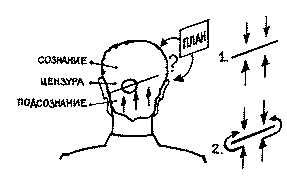 СОЗНАНИЕ
ЦЕНЗУРА
ПОДСОЗНАНИЕ
ПЛАН
1.
2.